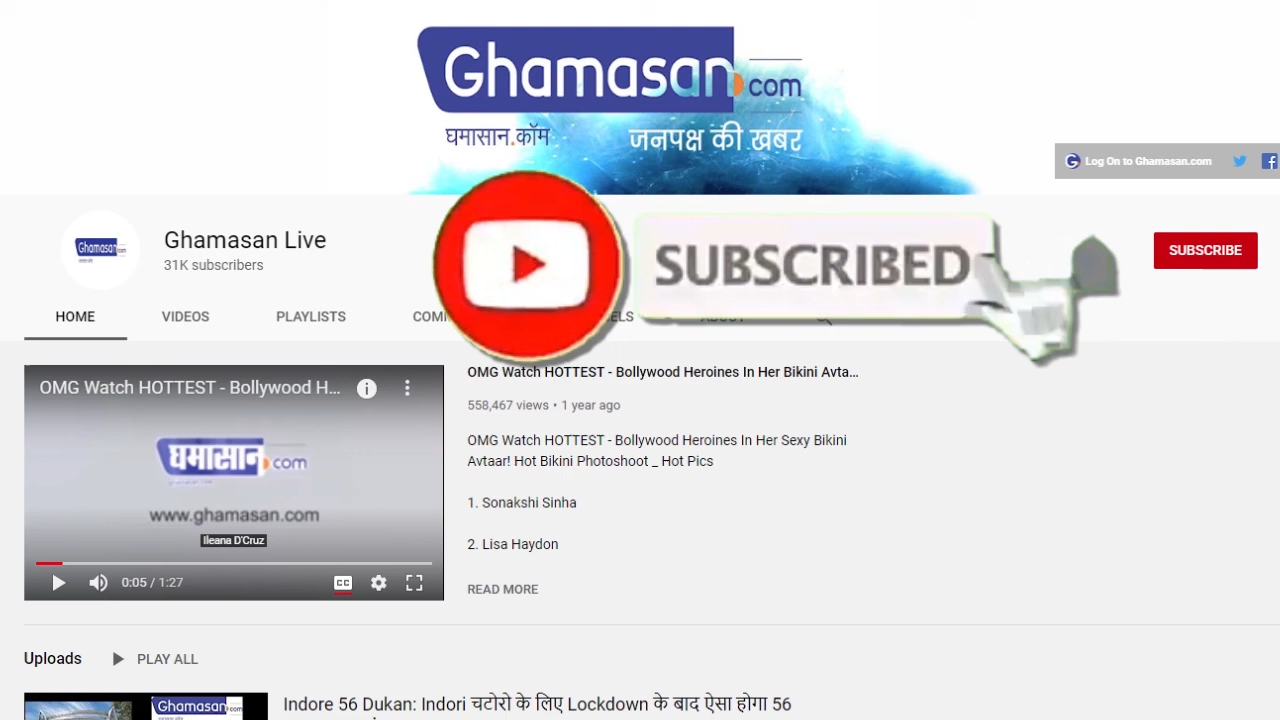 Ghamasan.com
घमासान.कॉम
जनपक्ष की खबर
Log On to Ghamasan.com
Ghamasan
Ghamasan Live
31K subscribers
SUBSCRIBED
SUBSCRIBE
HOME
VIDEOS
PLAYLISTS
OMG Watch HOTTEST - Bollywood H...
घमासान.com
www.ghamasan.com
Ileana D'Cruz
0:05 / 1:27
CC
OMG Watch HOTTEST - Bollywood Heroines In Her Bikini Avta...
558,467 views • 1 year ago
OMG Watch HOTTEST - Bollywood Heroines In Her Sexy Bikini
Avtaar! Hot Bikini Photoshoot _ Hot Pics
1. Sonakshi Sinha
2. Lisa Haydon
READ MORE
Uploads
PLAY ALL
Ghamasan
Indore 56 Dukan: Indori चटोरो के लिए Lockdown के बाद ऐसा होगा 56